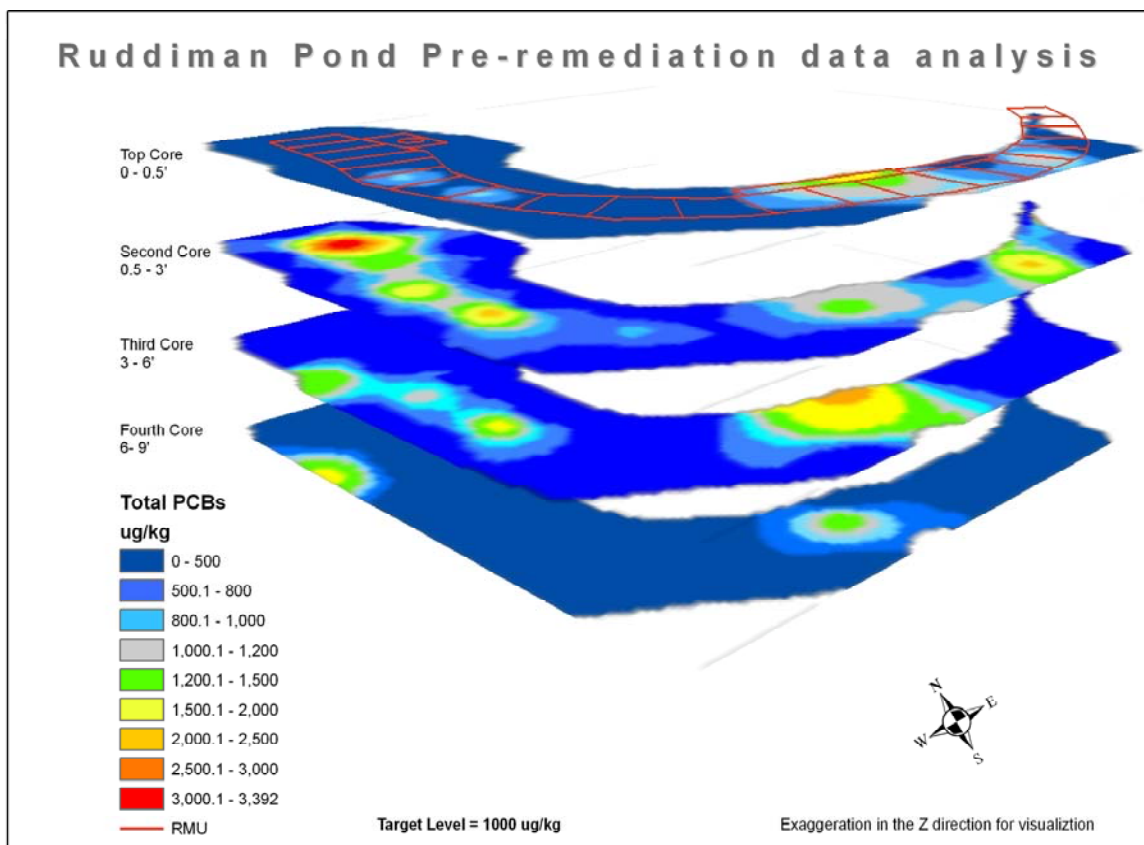 Ruddiman Pond Pre-remediation data analysis
Top Core
0 - 0.5'
Second Core
0.5 - 3'
Third Core
3 - 6'
Fourth Core
6- 9'
Total PCBs
ug/kg
0 - 500
500.1 - 800
800.1 - 1,000
1,000.1 - 1,200
1,200.1 - 1,500
1,500.1 - 2,000
2,000.1 - 2,500
2,500.1 - 3,000
3,000.1 - 3,392
RMU
N
E
W
S
Target Level = 1000 ug/kg
Exaggeration in the Z direction for visualiztion